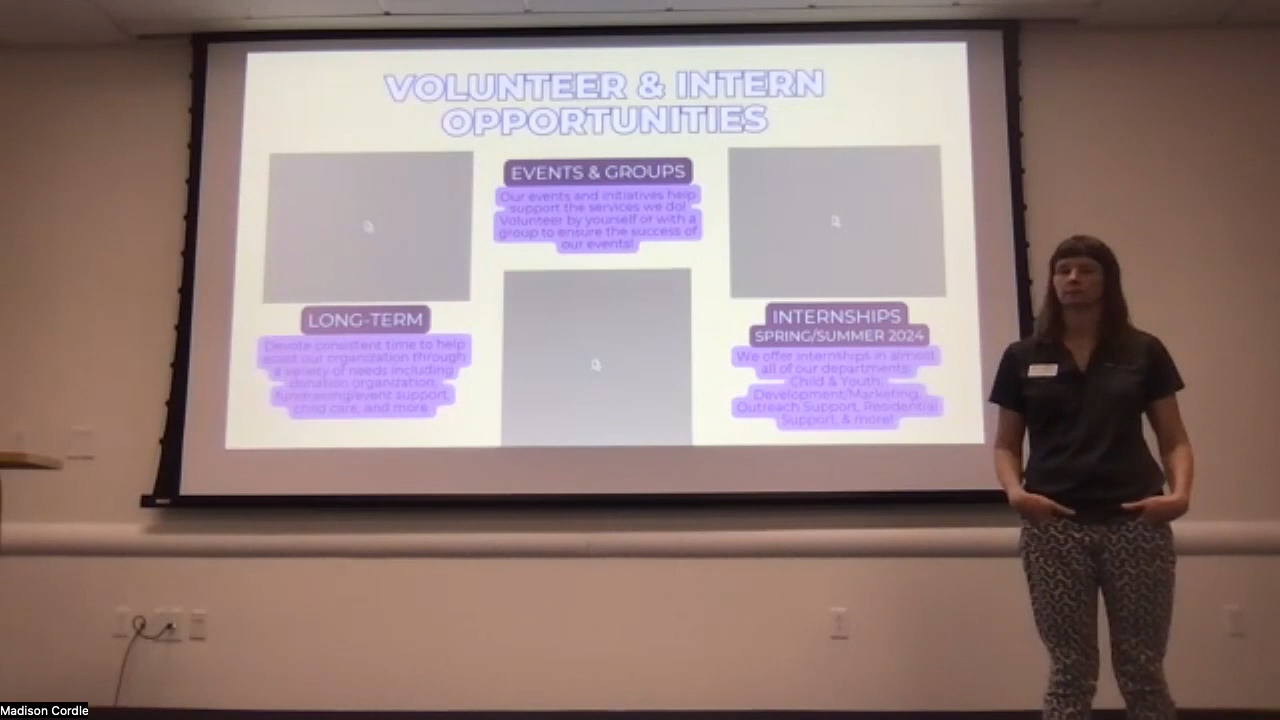 VOLUNTEER & INTERN
OPPORTUNITIES
LONG-TERM
Devote consistent time to help
assist our organization through
a variety of needs including
donation organization,
fundraising/event support,
child care, and more.
EVENTS & GROUPS
Our events and initiatives help
support the services we do!
Volunteer by yourself or with a
group to ensure the success of
our events!
INTERNSHIPS
SPRING/SUMMER 2024
We offer internships in almost
all of our departments:
Child & Youth,
Development/Marketing,
Outreach Support, Residential
Support, & more!
Madison Cordle